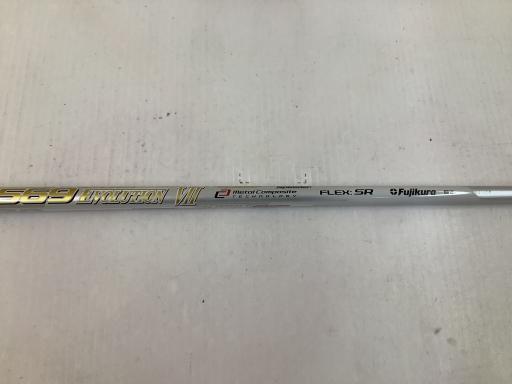 569 EVOLUTION VII Metal Composite TECHNOLOGY FLEX: SR Fujikura